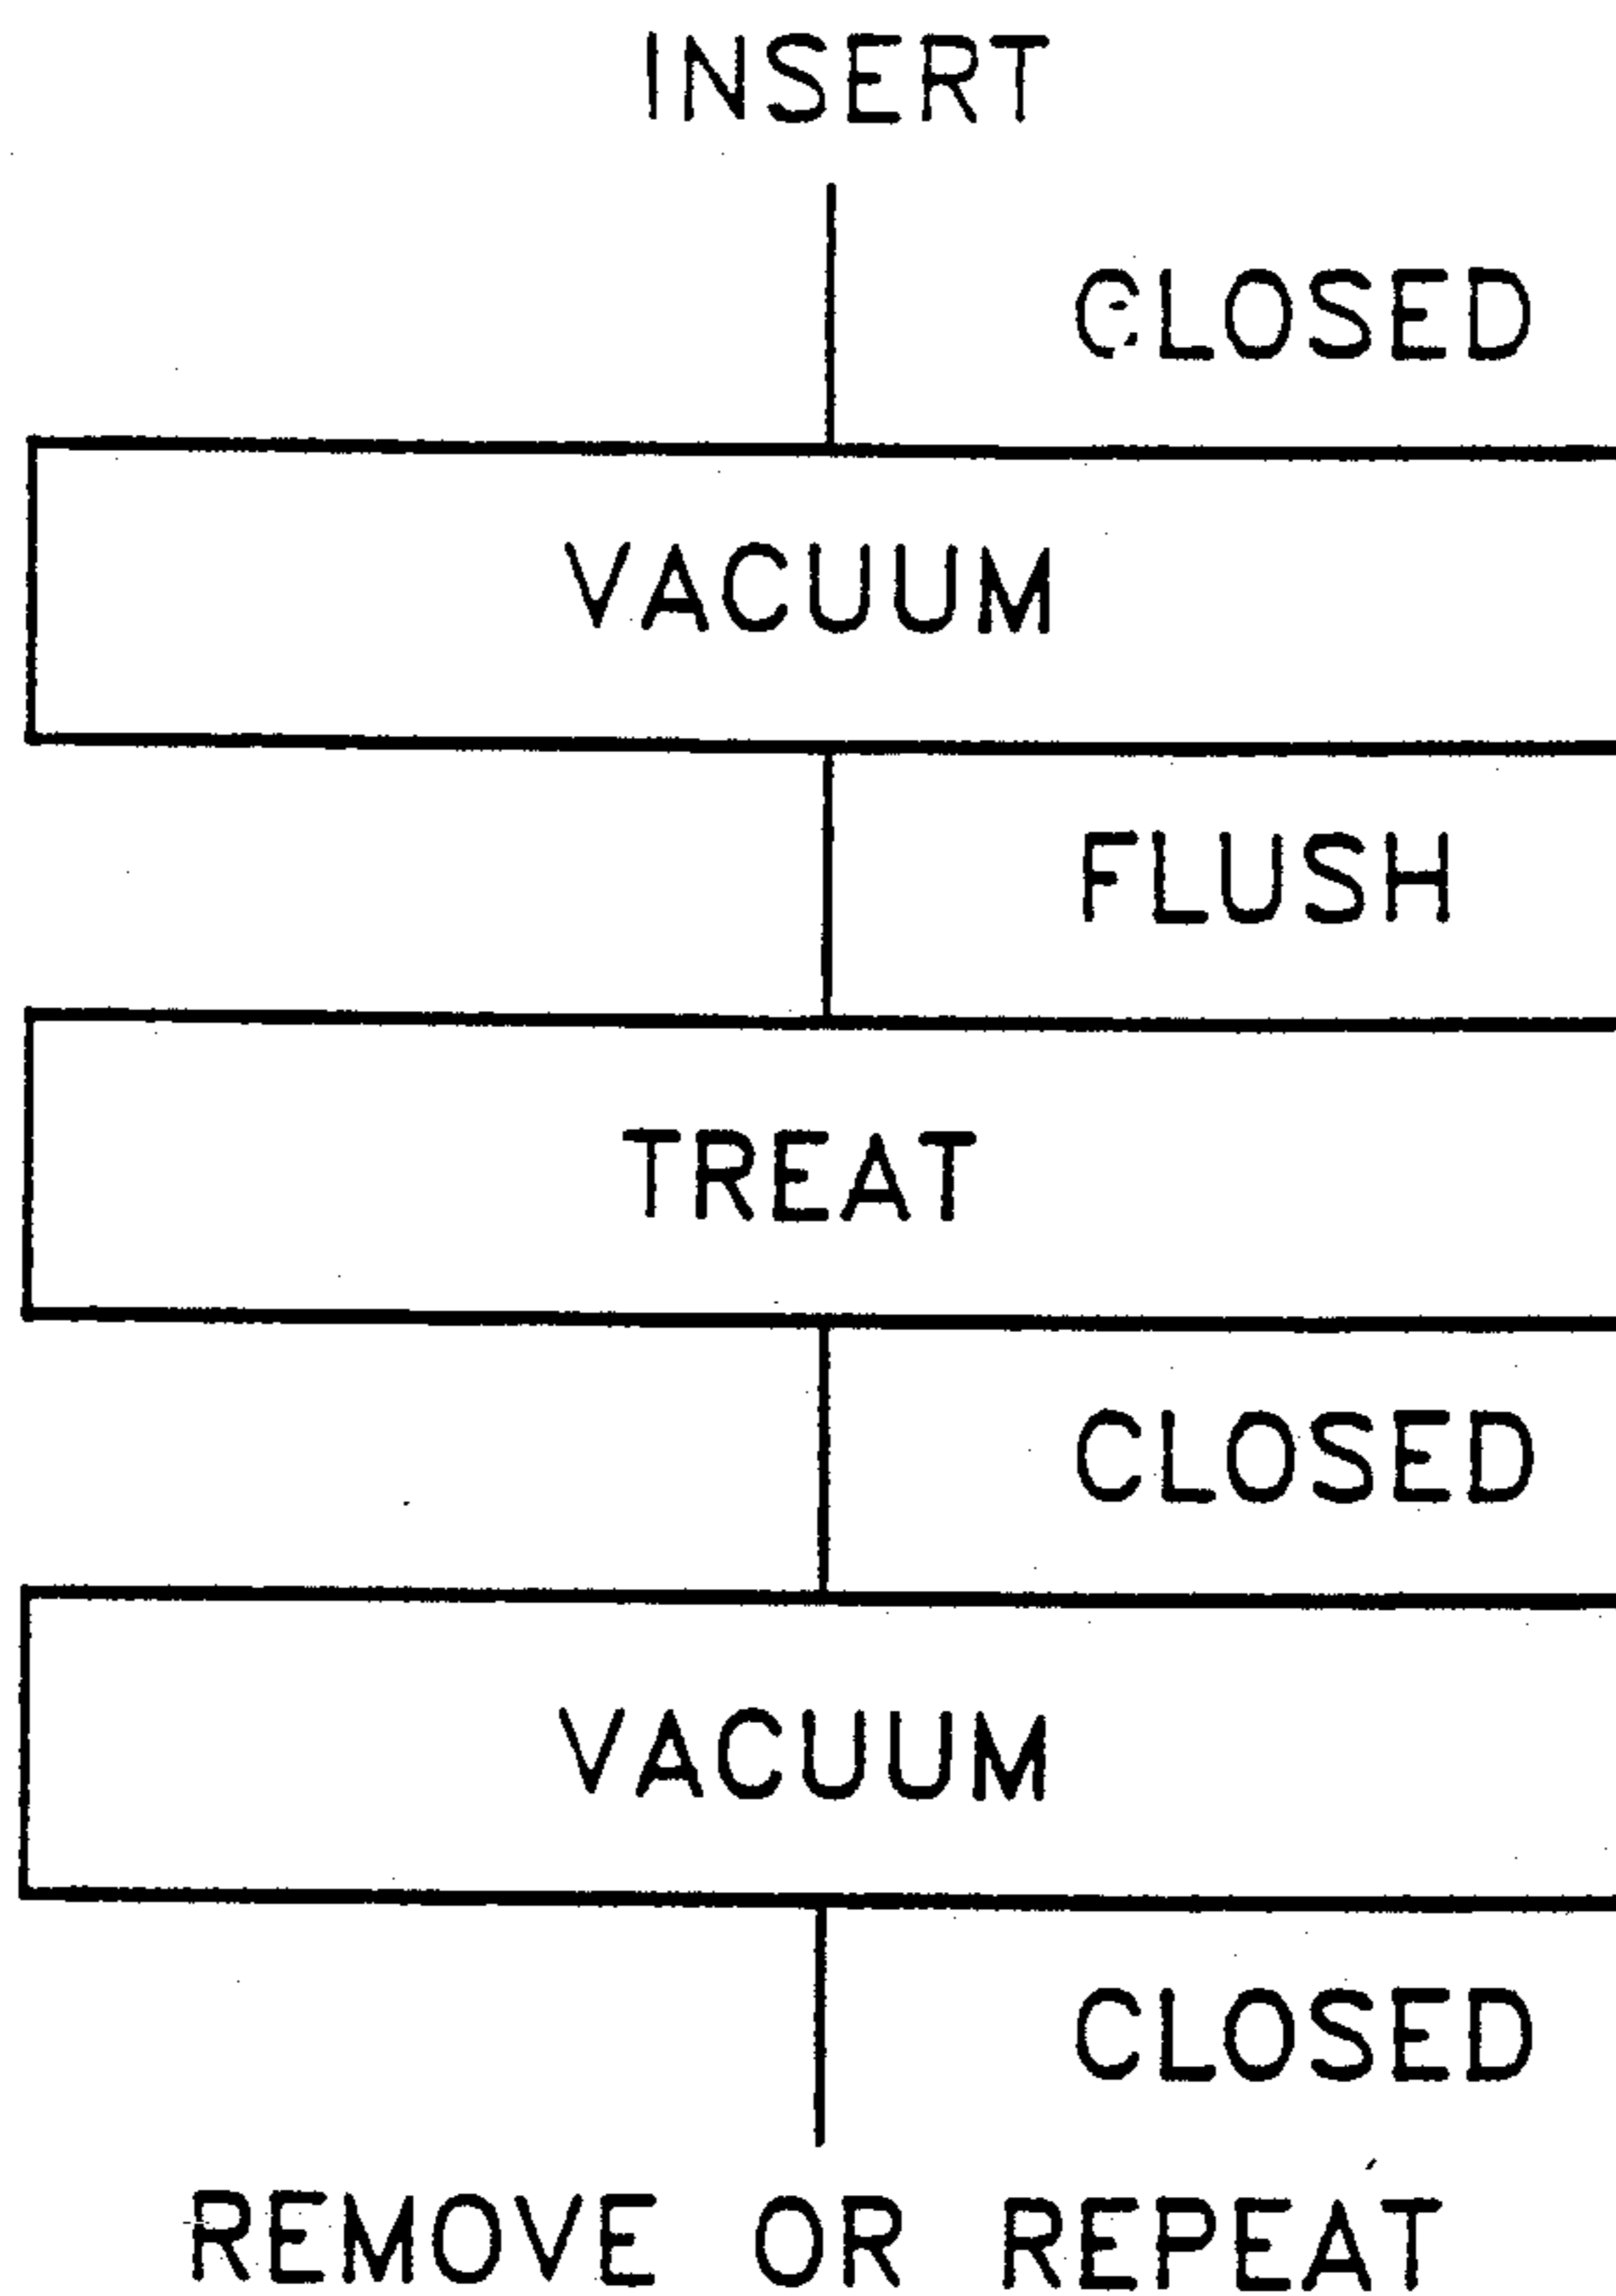 INSERT
CLOSED
VACUUM
FLUSH
TREAT
CLOSED
VACUUM
CLOSED
REMOVE OR REPEAT